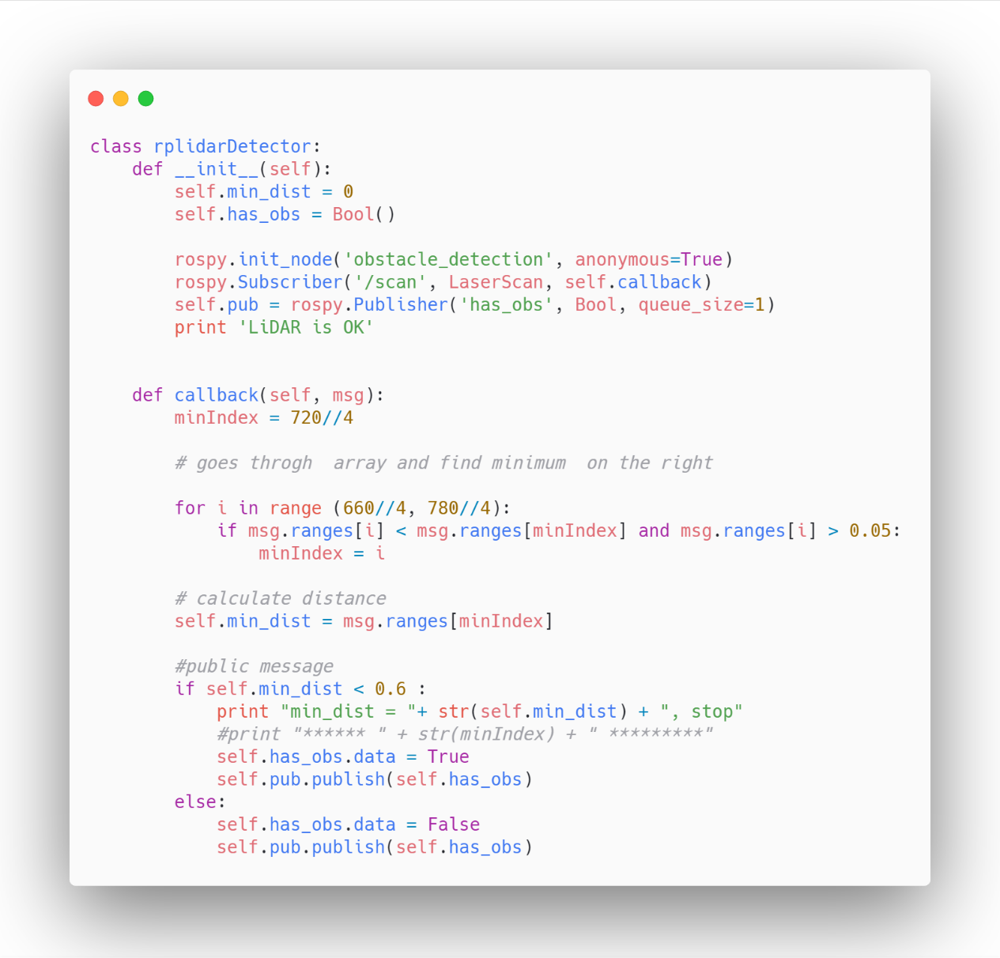 class rplidarDetector:
    def __init__(self):
        self.min_dist = 0
        self.has_obs = Bool()

        rospy.init_node('obstacle_detection', anonymous=True)
        rospy.Subscriber('/scan', LaserScan, self.callback)
        self.pub = rospy.Publisher('has_obs', Bool, queue_size=1)
        print 'LiDAR is OK'


    def callback(self, msg):
        minIndex = 720//4

        # goes throgh  array and find minimum  on the right

        for i in range (660//4, 780//4):
            if msg.ranges[i] < msg.ranges[minIndex] and msg.ranges[i] > 0.05:
                minIndex = i

        # calculate distance
        self.min_dist = msg.ranges[minIndex]

        #public message
        if self.min_dist < 0.6 :
            print "min_dist = "+ str(self.min_dist) + ", stop"
            #print "****** " + str(minIndex) + " *********"
            self.has_obs.data = True
            self.pub.publish(self.has_obs)
        else:
            self.has_obs.data = False
            self.pub.publish(self.has_obs)